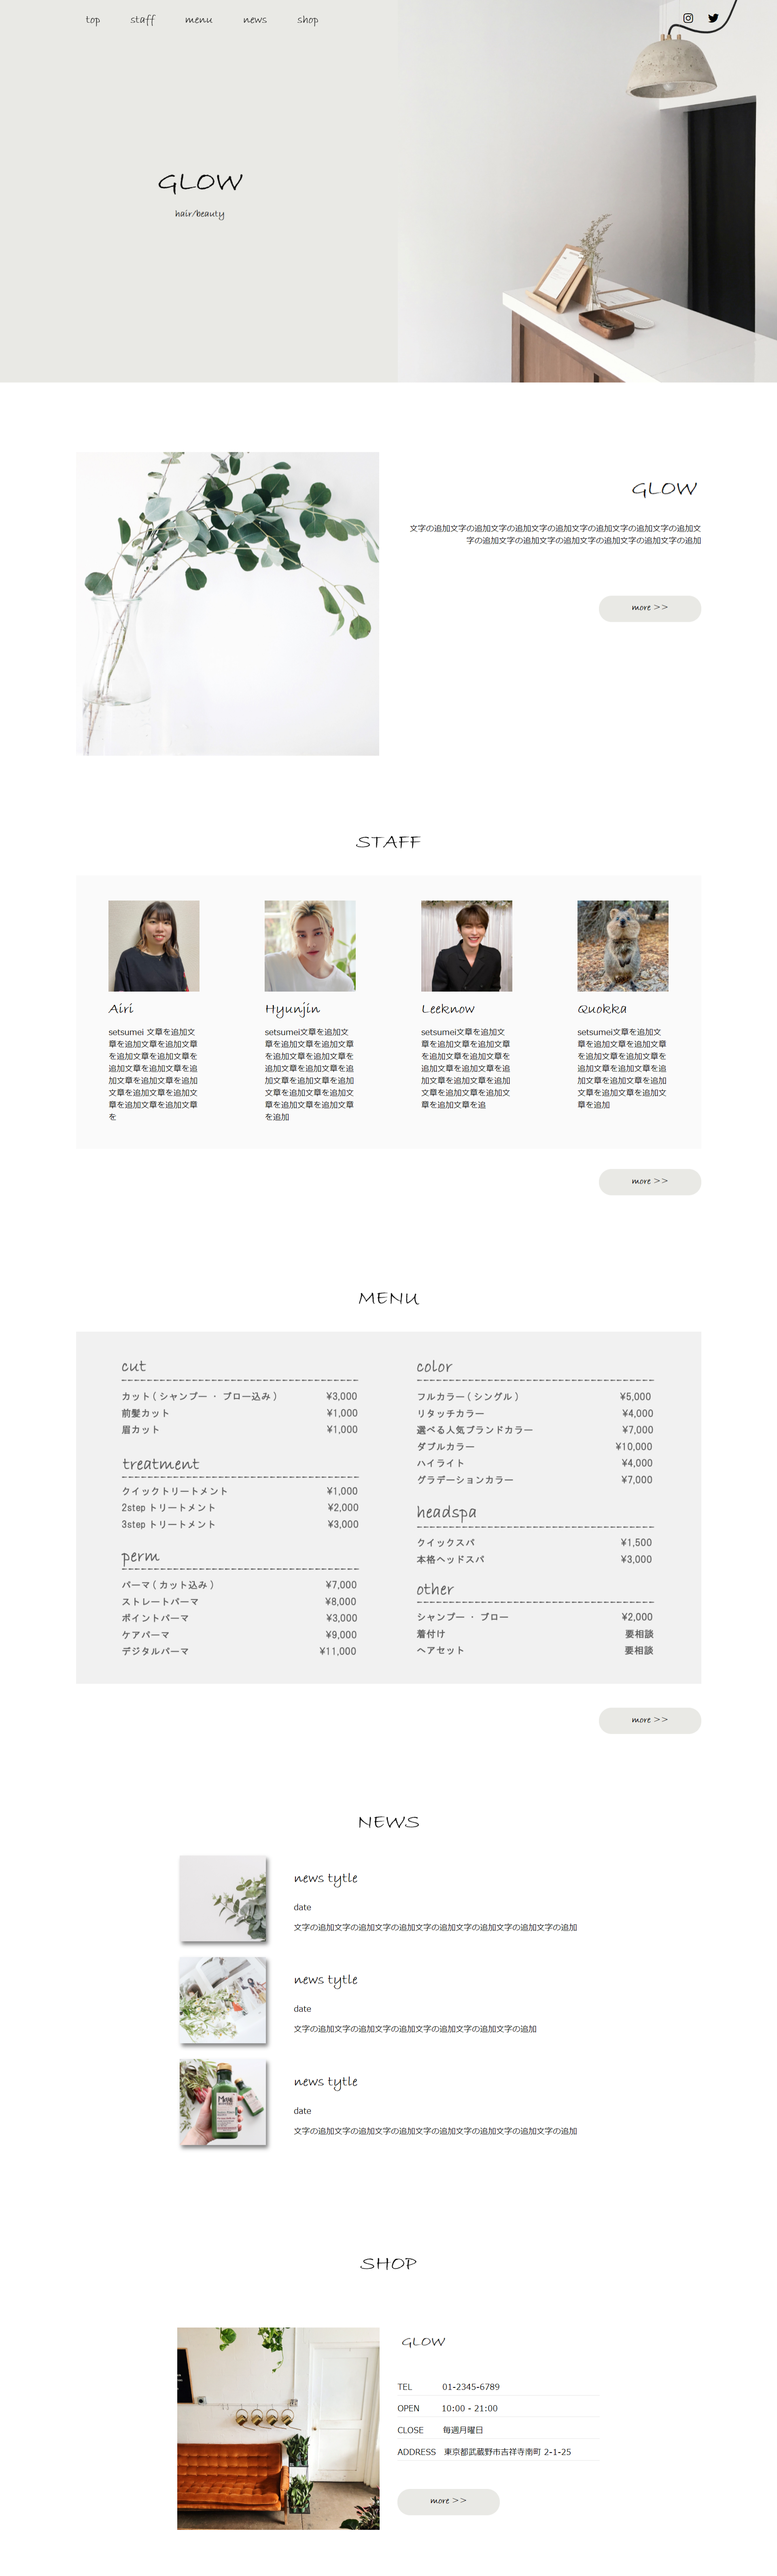 top staff menu news shop
GLOW
hair/beauty
GLOW
文字の追加文字の追加文字の追加文字の追加文字の追加文字の追加文字の追加文
字の追加文字の追加文字の追加文字の追加文字の追加文字の追加
more >>
STAFF
Airi
setsumei 文章を追加文
章を追加文章を追加文章
を追加文章を追加文章を
追加文章を追加文章を追
加文章を追加文章を追加
文章を追加文章を追加文
章を追加文章を追加文章
を
Hyunjin
setsumei文章を追加文
章を追加文章を追加文章
を追加文章を追加文章を
追加文章を追加文章を追
加文章を追加文章を追加
文章を追加文章を追加文
章を追加文章を追加文章
を追加
Leeknow
setsumei文章を追加文
章を追加文章を追加文章
を追加文章を追加文章を
追加文章を追加文章を追
加文章を追加文章を追加
文章を追加文章を追加文
章を追加文章を追
Quokka
setsumei文章を追加文
章を追加文章を追加文章
を追加文章を追加文章を
追加文章を追加文章を追
加文章を追加文章を追加
文章を追加文章を追加文
章を追加
more >>
MENU
cut
カット ( シャンプー ・ ブロー込み ) ¥3,000
前髪カット ¥1,000
眉カット ¥1,000
treatment
クイックトリートメント ¥1,000
2step トリートメント ¥2,000
3step トリートメント ¥3,000
perm
パーマ ( カット込み ) ¥7,000
ストレートパーマ ¥8,000
ポイントパーマ ¥3,000
ケアパーマ ¥9,000
デジタルパーマ ¥11,000
color
フルカラー ( シングル ) ¥5,000
リタッチカラー ¥4,000
選べる人気ブランドカラー ¥7,000
ダブルカラー ¥10,000
ハイライト ¥4,000
グラデーションカラー ¥7,000
headspa
クイックスパ ¥1,500
本格ヘッドスパ ¥3,000
other
シャンプー ・ ブロー ¥2,000
着付け 要相談
ヘアセット 要相談
more >>
NEWS
news tytle
date
文字の追加文字の追加文字の追加文字の追加文字の追加文字の追加文字の追加
news tytle
date
文字の追加文字の追加文字の追加文字の追加文字の追加文字の追加
news tytle
date
文字の追加文字の追加文字の追加文字の追加文字の追加文字の追加文字の追加
SHOP
GLOW
TEL 01-2345-6789
OPEN 10:00 - 21:00
CLOSE 毎週月曜日
ADDRESS 東京都武蔵野市吉祥寺南町 2-1-25
more >>